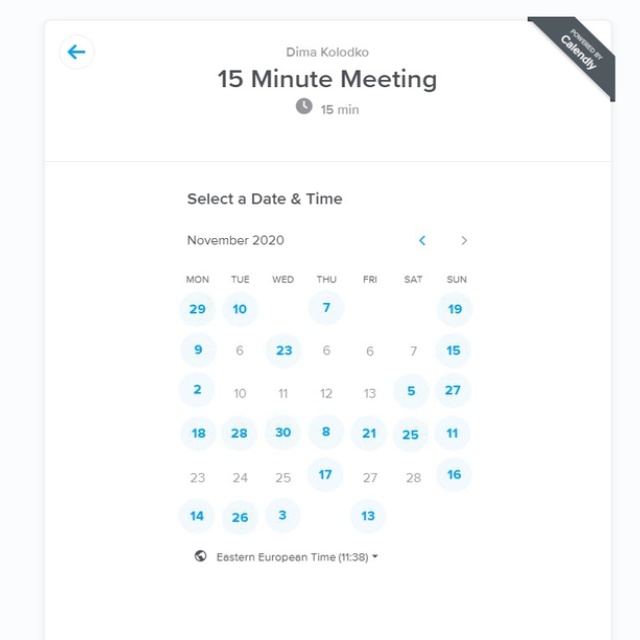 Dima Kolodko
15 Minute Meeting
15 min
POWERED BY
Calendly
Select a Date & Time
November 2020
MON TUE WED THU FRI SAT SUN
29 10 7 19
9 6 23 6 6 7 15
2 10 11 12 13 5 27
18 28 30 8 21 25 11
23 24 25 17 27 28 16
14 26 3 13
Eastern European Time (11:38)